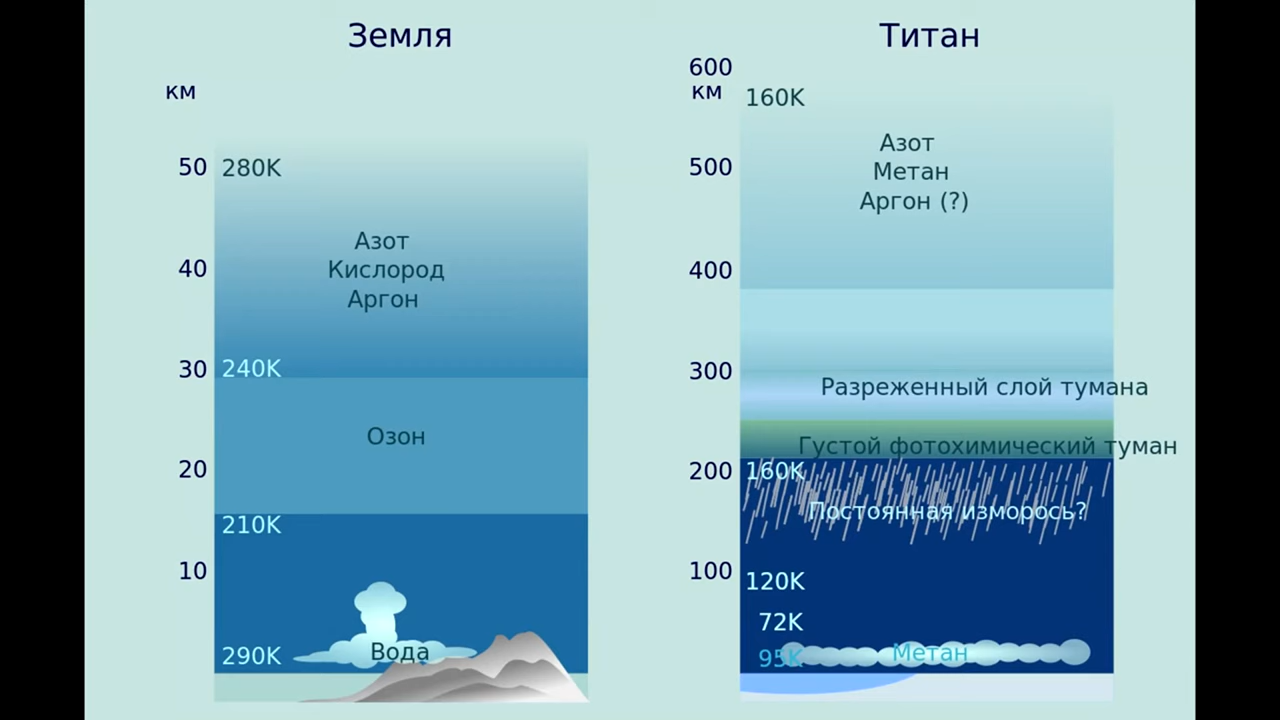 Земля
км
50
280K
Азот
Кислород
Аргон
40
30
240K
Озон
20
210K
10
290K
Вода
Титан
600
км
160K
Азот
Метан
Аргон (?)
500
400
300
Разреженный слой тумана
Густой фотохимический туман
200
160K
Постоянная изморось?
100
120K
72K
95K
Метан